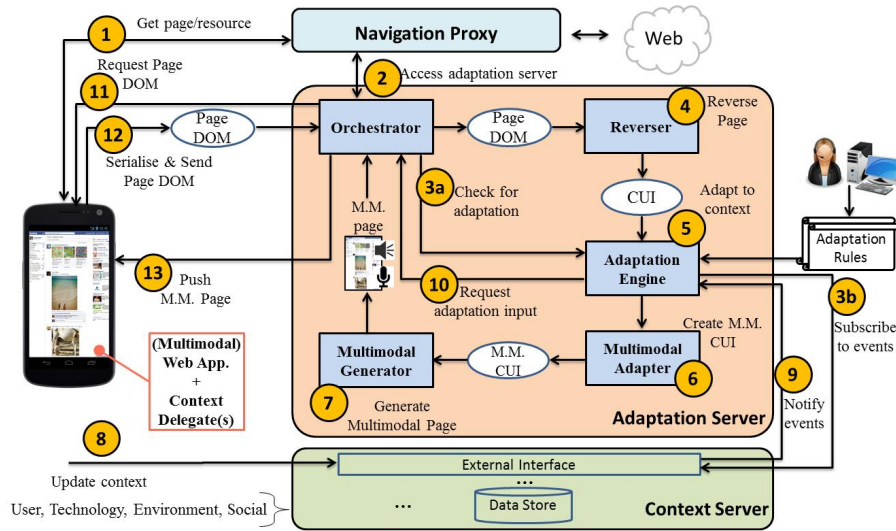 1
Get page/resource
Navigation Proxy
Web
Request Page
DOM
11
2
Access adaptation server
12
Page
DOM
Serialise & Send
Page DOM
Orchestrator
Page
DOM
Reverser
4
Reverse
Page
3a
Check for
adaptation
CUI
Adapt to
context
5
M.M.
page
Adaptation
Engine
Adaptation
Rules
13
Push
M.M. Page
10
Request
adaptation input
3b
Subscribe
to events
(Multimodal)
Web App.
+
Context
Delegate(s)
Multimodal
Generator
M.M.
CUI
Create M.M.
CUI
Multimodal
Adapter
7
Generate
Multimodal Page
6
9
Notify
events
Adaptation Server
8
Update context
External Interface
...
User, Technology, Environment, Social
...
Data Store
Context Server